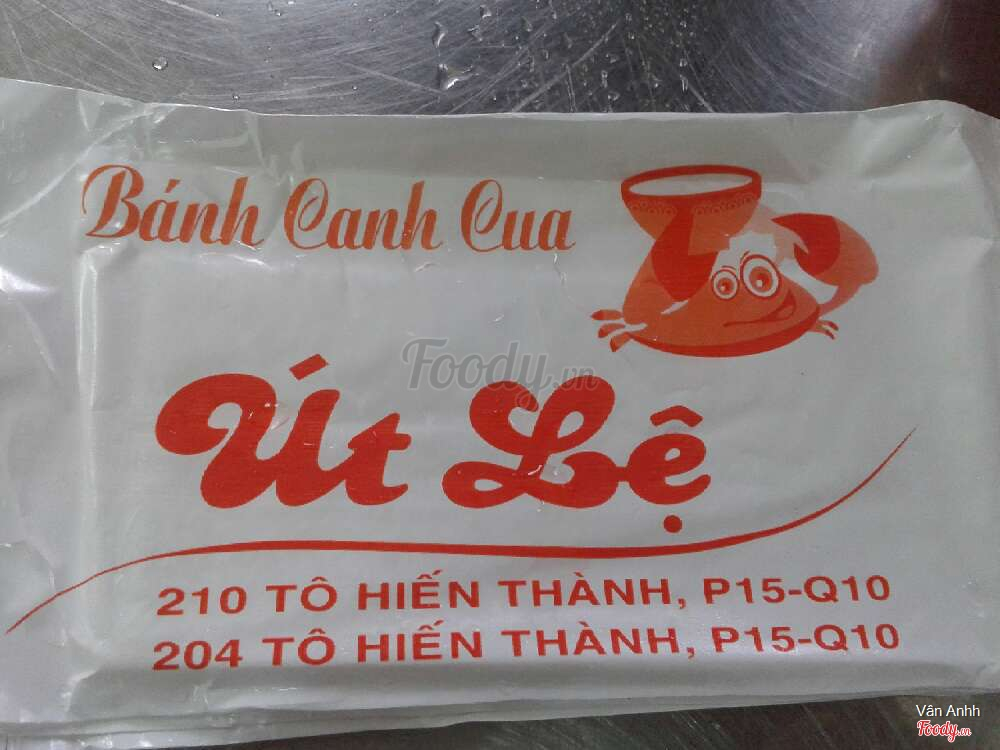 Bánh Canh Cua
Út Lệ
Foody.vn
210 TÔ HIẾN THÀNH, P15-Q10
204 TÔ HIẾN THÀNH, P15-Q10
Vân Anhh
Foody.vn